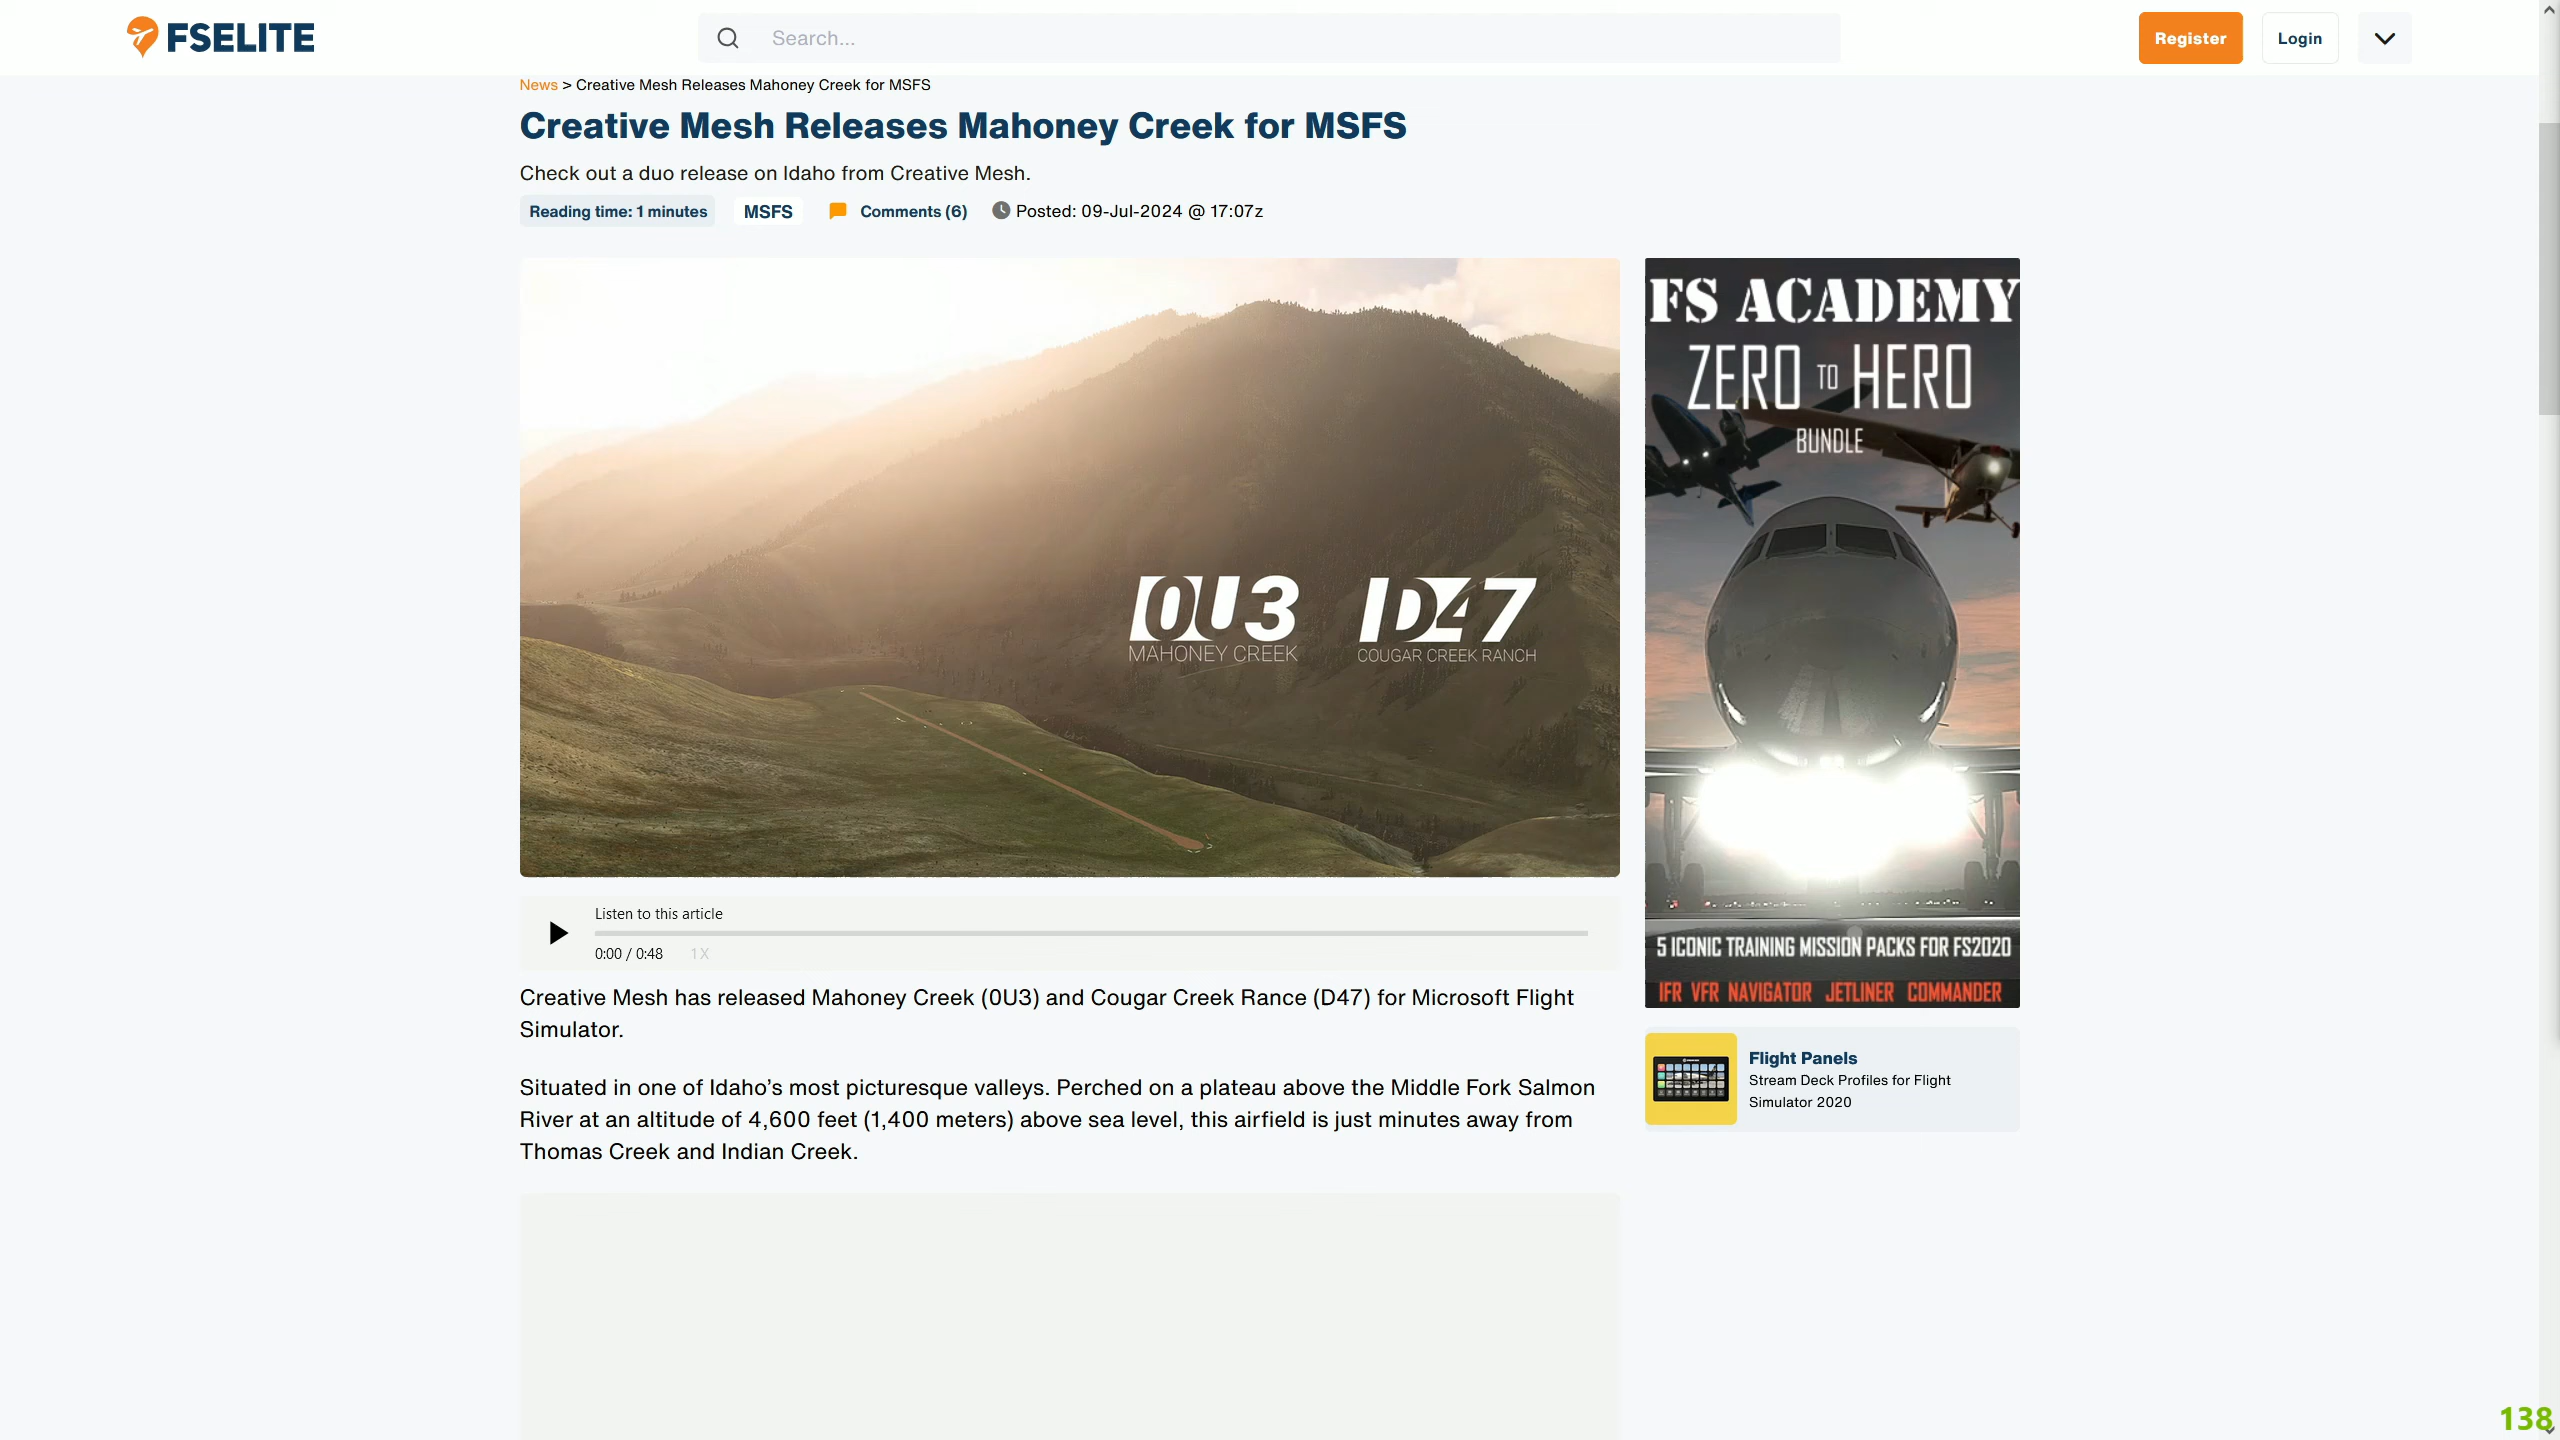 FSELITE
Search...
Register
Login
News > Creative Mesh Releases Mahoney Creek for MSFS
Creative Mesh Releases Mahoney Creek for MSFS
Check out a duo release on Idaho from Creative Mesh.
Reading time: 1 minutes
MSFS
Comments (6)
Posted: 09-Jul-2024 @ 17:07z
0U3
MAHONEY CREEK
ID47
COUGAR CREEK RANCH
FS ACADEMY
ZERO TO HERO
BUNDLE
5 ICONIC TRAINING MISSION PACKS FOR FS2020
IFR VFR NAVIGATOR JETLINER COMMANDER
Listen to this article
0:00 / 0:48
1X
Creative Mesh has released Mahoney Creek (0U3) and Cougar Creek Rance (D47) for Microsoft Flight
Simulator.
Situated in one of Idaho’s most picturesque valleys. Perched on a plateau above the Middle Fork Salmon
River at an altitude of 4,600 feet (1,400 meters) above sea level, this airfield is just minutes away from
Thomas Creek and Indian Creek.
Flight Panels
Stream Deck Profiles for Flight
Simulator 2020
138